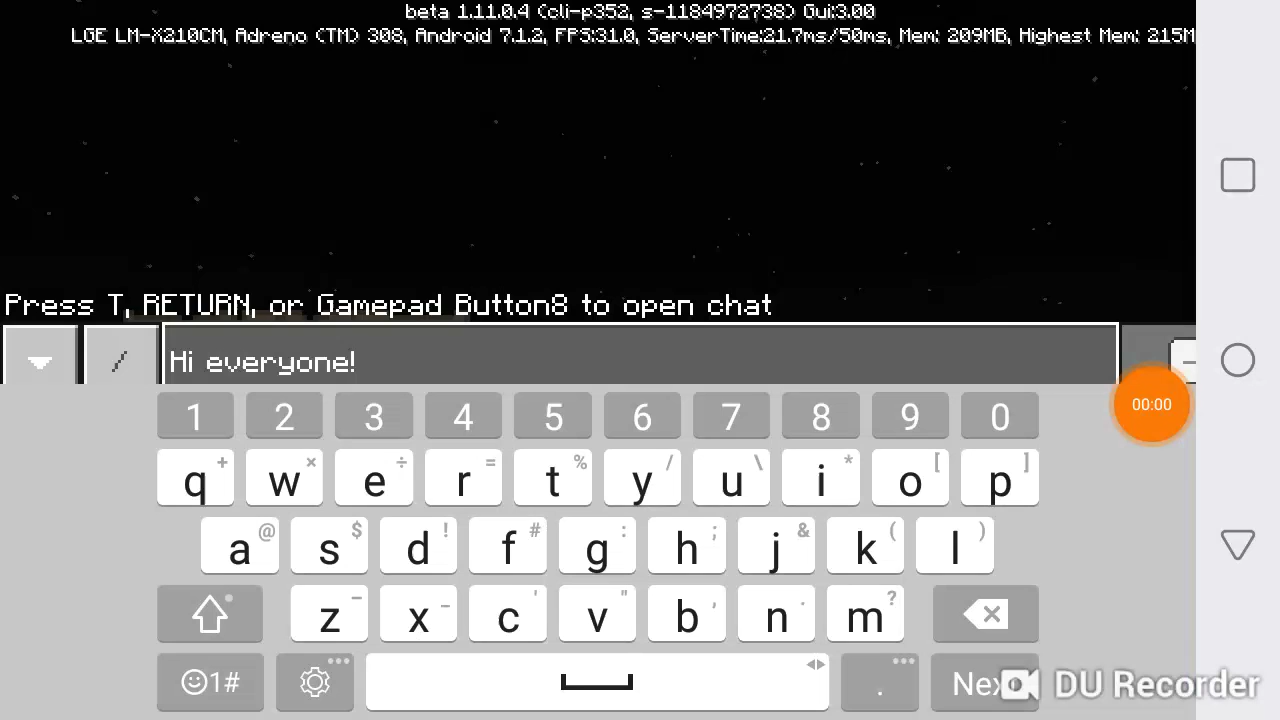 beta 1.11.0.4 (cli-p352, s-1184972738) Gui:3.00
LGE LM-X210CM, Adreno (TM) 308, Android 7.1.2, FPS:31.0, ServerTime:21.7ms/50ms, Mem: 209MB, Highest Mem: 215M
Press T, RETURN, or Gamepad Button8 to open chat
/ Hi everyone!
00:00
1 2 3 4 5 6 7 8 9 0
q + w × e ÷ r = t % y / u \ i * o [ p ]
a @ s $ d ! f # g : h ; j & k ( l )
z - x _ c ' v " b , n . m ?
1# . Nex
DU Recorder